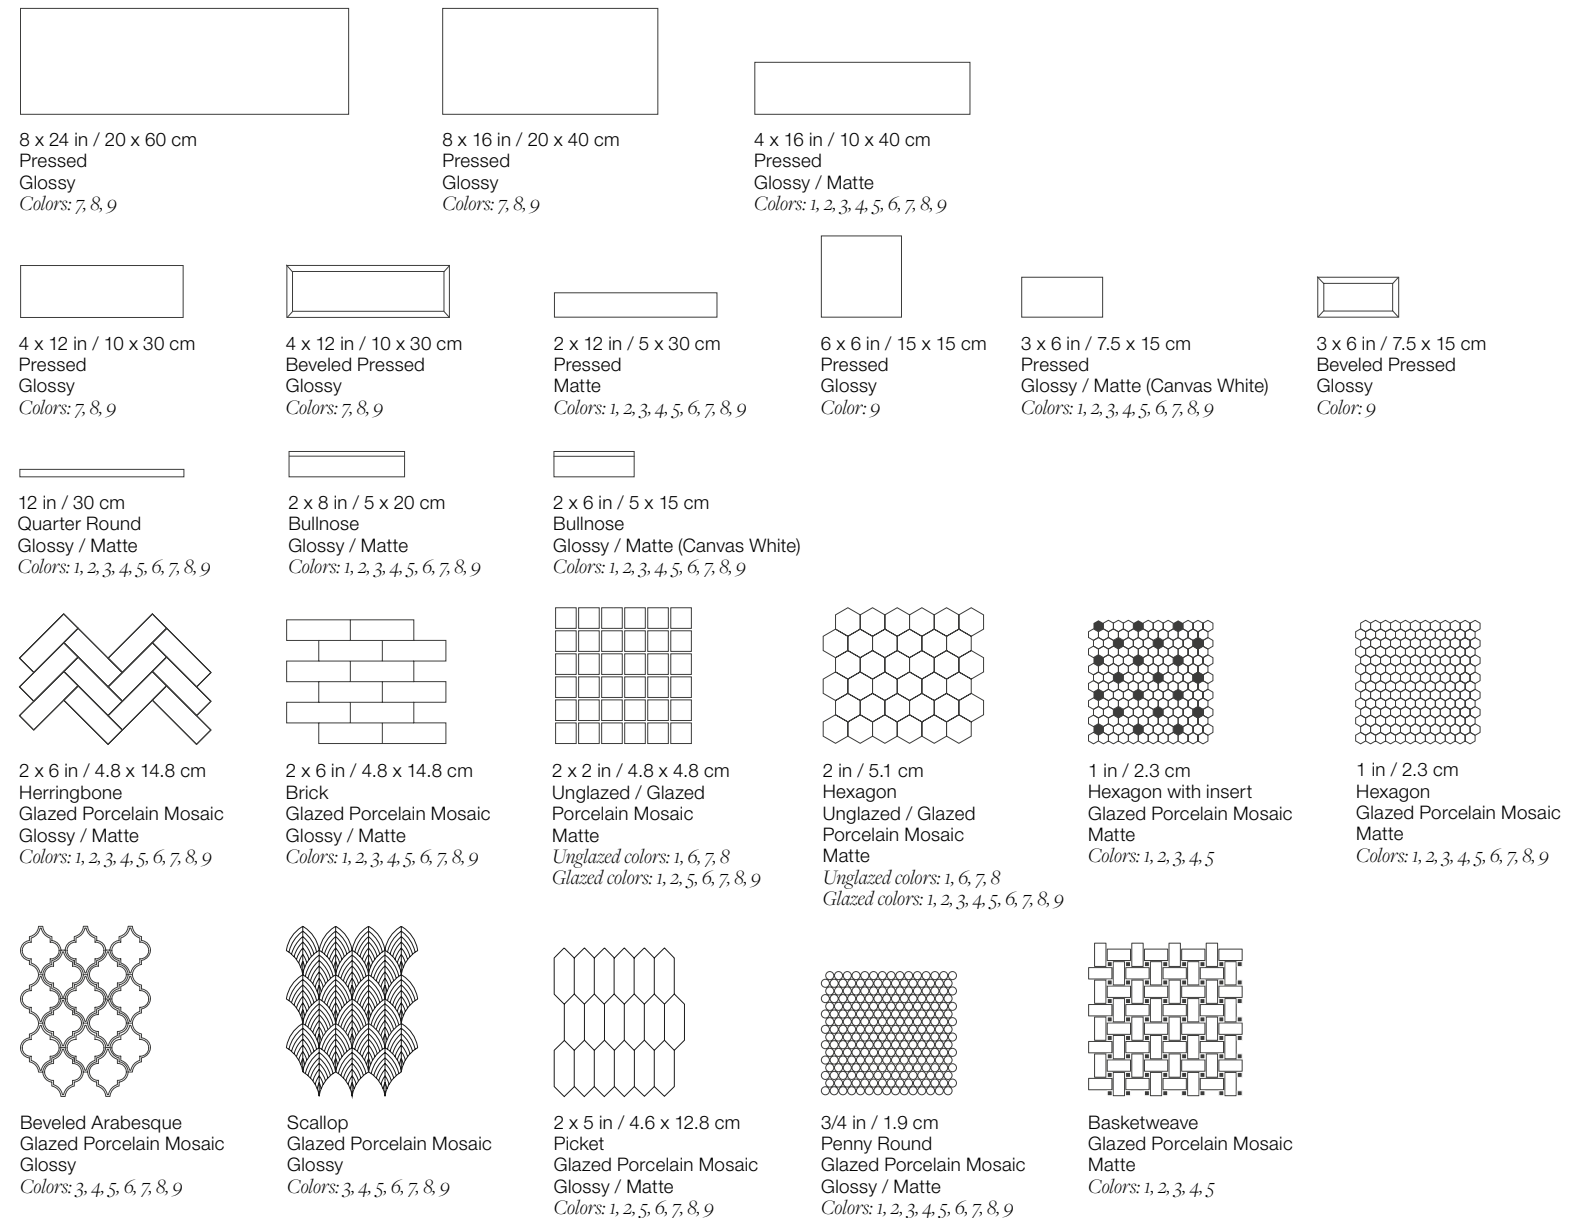 8 x 24 in / 20 x 60 cm
Pressed
Glossy
Colors: 7, 8, 9
8 x 16 in / 20 x 40 cm
Pressed
Glossy
Colors: 7, 8, 9
4 x 16 in / 10 x 40 cm
Pressed
Glossy / Matte
Colors: 1, 2, 3, 4, 5, 6, 7, 8, 9
4 x 12 in / 10 x 30 cm
Pressed
Glossy
Colors: 7, 8, 9
4 x 12 in / 10 x 30 cm
Beveled Pressed
Glossy
Colors: 7, 8, 9
2 x 12 in / 5 x 30 cm
Pressed
Matte
Colors: 1, 2, 3, 4, 5, 6, 7, 8, 9
6 x 6 in / 15 x 15 cm
Pressed
Glossy
Color: 9
3 x 6 in / 7.5 x 15 cm
Pressed
Glossy / Matte (Canvas White)
Colors: 1, 2, 3, 4, 5, 6, 7, 8, 9
3 x 6 in / 7.5 x 15 cm
Beveled Pressed
Glossy
Color: 9
12 in / 30 cm
Quarter Round
Glossy / Matte
Colors: 1, 2, 3, 4, 5, 6, 7, 8, 9
2 x 8 in / 5 x 20 cm
Bullnose
Glossy / Matte
Colors: 1, 2, 3, 4, 5, 6, 7, 8, 9
2 x 6 in / 5 x 15 cm
Bullnose
Glossy / Matte (Canvas White)
Colors: 1, 2, 3, 4, 5, 6, 7, 8, 9
2 x 6 in / 4.8 x 14.8 cm
Herringbone
Glazed Porcelain Mosaic
Glossy / Matte
Colors: 1, 2, 3, 4, 5, 6, 7, 8, 9
2 x 6 in / 4.8 x 14.8 cm
Brick
Glazed Porcelain Mosaic
Glossy / Matte
Colors: 1, 2, 3, 4, 5, 6, 7, 8, 9
2 x 2 in / 4.8 x 4.8 cm
Unglazed / Glazed
Porcelain Mosaic
Matte
Unglazed colors: 1, 6, 7, 8
Glazed colors: 1, 2, 5, 6, 7, 8, 9
2 in / 5.1 cm
Hexagon
Unglazed / Glazed
Porcelain Mosaic
Matte
Unglazed colors: 1, 6, 7, 8
Glazed colors: 1, 2, 3, 4, 5, 6, 7, 8, 9
1 in / 2.3 cm
Hexagon with insert
Glazed Porcelain Mosaic
Matte
Colors: 1, 2, 3, 4, 5
1 in / 2.3 cm
Hexagon
Glazed Porcelain Mosaic
Matte
Colors: 1, 2, 3, 4, 5, 6, 7, 8, 9
Beveled Arabesque
Glazed Porcelain Mosaic
Glossy
Colors: 3, 4, 5, 6, 7, 8, 9
Scallop
Glazed Porcelain Mosaic
Glossy
Colors: 3, 4, 5, 6, 7, 8, 9
2 x 5 in / 4.6 x 12.8 cm
Picket
Glazed Porcelain Mosaic
Glossy / Matte
Colors: 1, 2, 5, 6, 7, 8, 9
3/4 in / 1.9 cm
Penny Round
Glazed Porcelain Mosaic
Glossy / Matte
Colors: 1, 2, 3, 4, 5, 6, 7, 8, 9
Basketweave
Glazed Porcelain Mosaic
Matte
Colors: 1, 2, 3, 4, 5